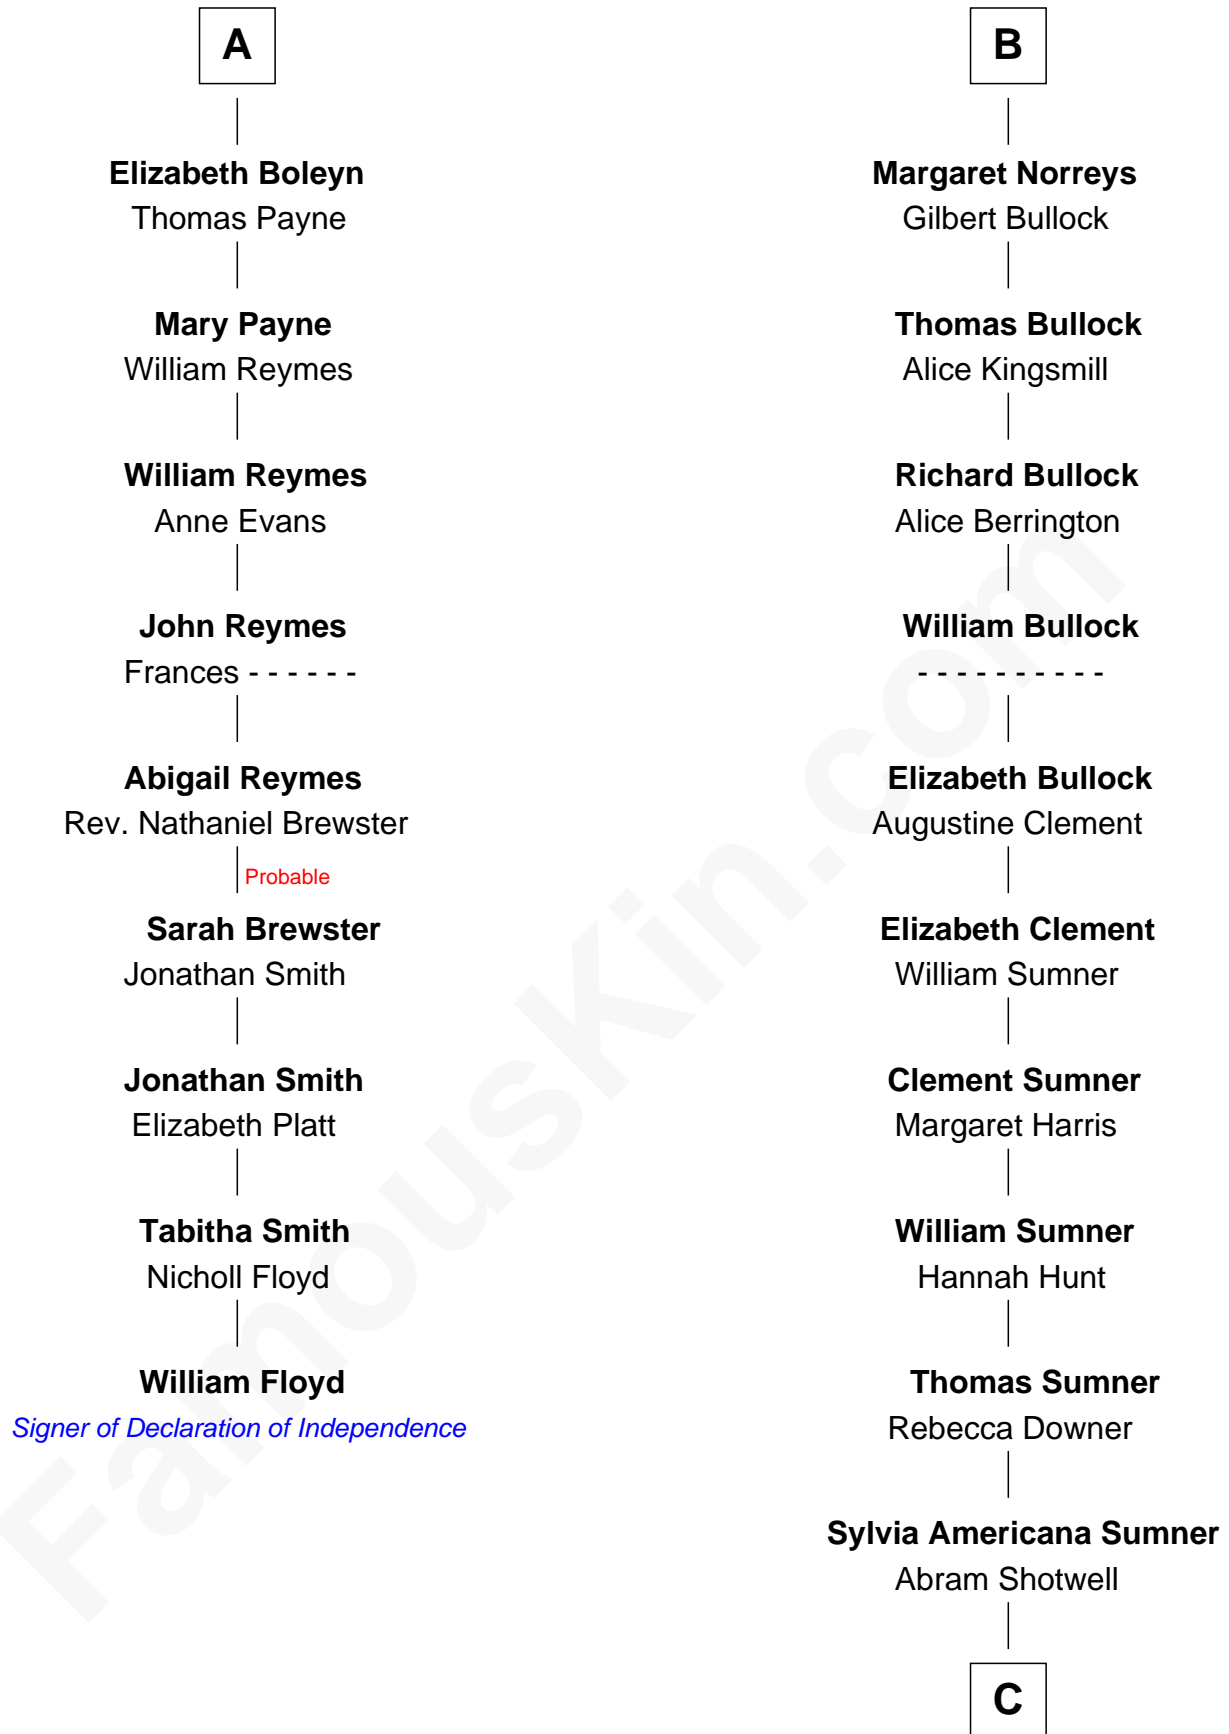 A
Elizabeth Boleyn
Thomas Payne
Mary Payne
William Reymes
William Reymes
Anne Evans
John Reymes
Frances - - - - - -
Abigail Reymes
Rev. Nathaniel Brewster
Probable
Sarah Brewster
Jonathan Smith
Jonathan Smith
Elizabeth Platt
Tabitha Smith
Nicholl Floyd
William Floyd
Signer of Declaration of Independence
B
Margaret Norreys
Gilbert Bullock
Thomas Bullock
Alice Kingsmill
Richard Bullock
Alice Berrington
William Bullock
- - - - - - - - - -
Elizabeth Bullock
Augustine Clement
Elizabeth Clement
William Sumner
Clement Sumner
Margaret Harris
William Sumner
Hannah Hunt
Thomas Sumner
Rebecca Downer
Sylvia Americana Sumner
Abram Shotwell
C
FamousKin.com